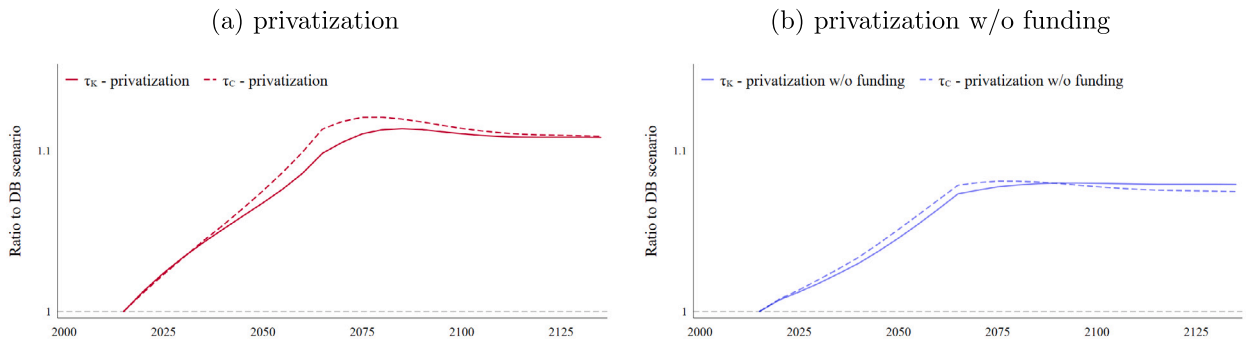 (a) privatization
τK - privatization τC - privatization
Ratio to DB scenario
1.1
1
2000 2025 2050 2075 2100 2125
(b) privatization w/o funding
τK - privatization w/o funding τC - privatization w/o funding
Ratio to DB scenario
1.1
1
2000 2025 2050 2075 2100 2125